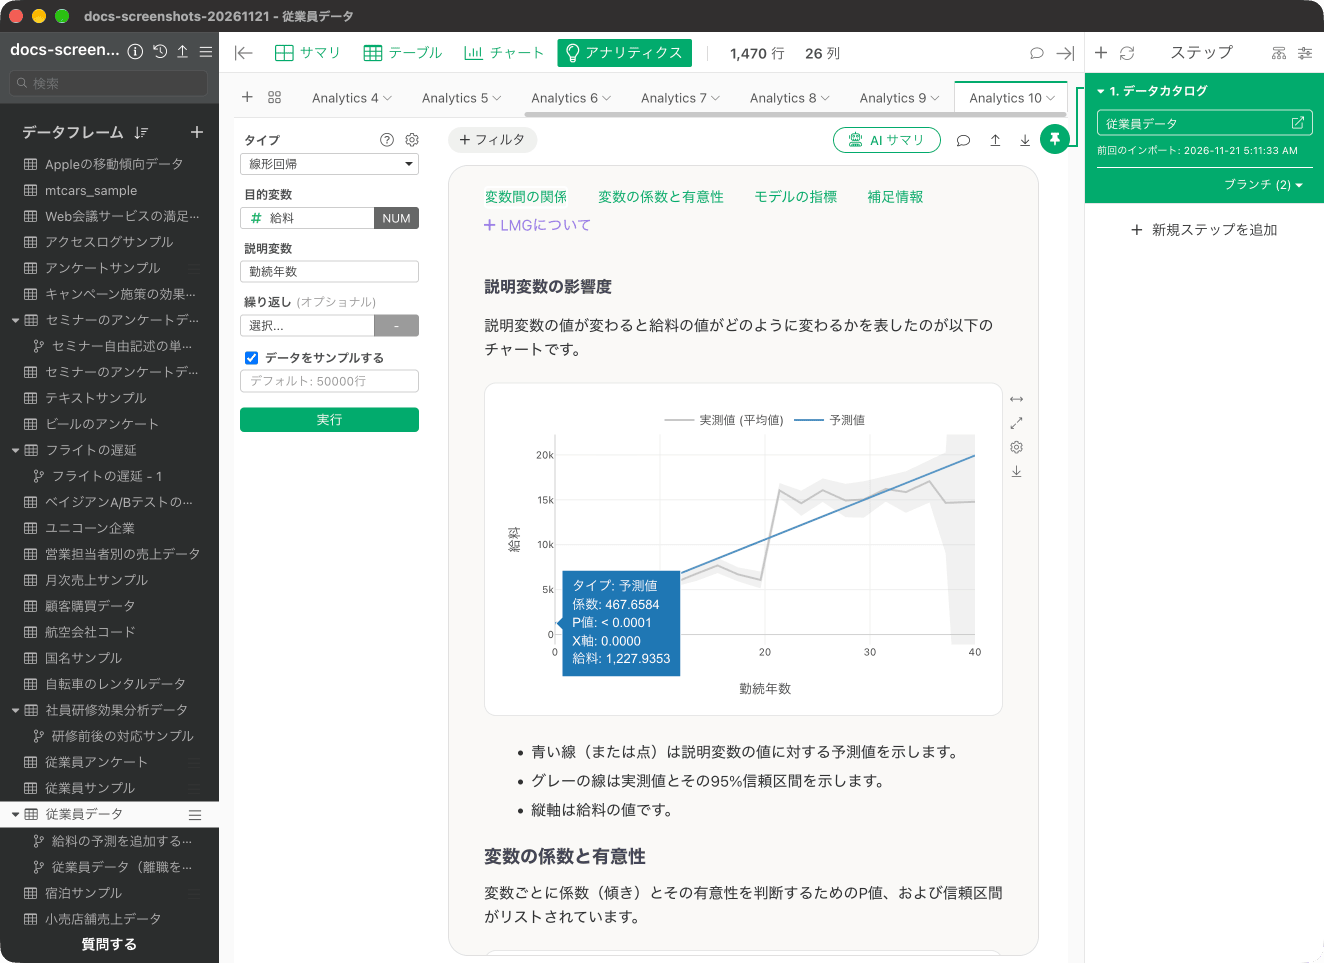 docs-screenshots-20261121 - 従業員データ
docs-screen...
検索
データフレーム
Appleの移動傾向データ
mtcars_sample
Web会議サービスの満足...
アクセスログサンプル
アンケートサンプル
キャンペーン施策の効果...
セミナーのアンケートデ...
セミナー自由記述の単...
セミナーのアンケートデ...
テキストサンプル
ビールのアンケート
フライトの遅延
フライトの遅延 - 1
ベイジアンA/Bテストの...
ユニコーン企業
営業担当者別の売上データ
月次売上サンプル
顧客購買データ
航空会社コード
国名サンプル
自転車のレンタルデータ
社員研修効果分析データ
研修前後の対応サンプル
従業員アンケート
従業員サンプル
従業員データ
給料の予測を追加する...
従業員データ（離職を...
宿泊サンプル
小売店舗売上データ
質問する
サマリ
テーブル
チャート
アナリティクス
1,470 行
26 列
Analytics 4
Analytics 5
Analytics 6
Analytics 7
Analytics 8
Analytics 9
Analytics 10
タイプ
線形回帰
目的変数
# 給料
NUM
説明変数
勤続年数
繰り返し (オプショナル)
選択...
-
データをサンプルする
デフォルト: 50000行
実行
+ フィルタ
AI サマリ
変数間の関係
変数の係数と有意性
モデルの指標
補足情報
+ LMGについて
説明変数の影響度
説明変数の値が変わると給料の値がどのように変わるかを表したのが以下の
チャートです。
実測値 (平均値)
予測値
20k
15k
10k
5k
0
給料
タイプ: 予測値
係数: 467.6584
P値: < 0.0001
X軸: 0.0000
給料: 1,227.9353
0
20
30
40
勤続年数
• 青い線（または点）は説明変数の値に対する予測値を示します。
• グレーの線は実測値とその95%信頼区間を示します。
• 縦軸は給料の値です。
変数の係数と有意性
変数ごとに係数（傾き）とその有意性を判断するためのP値、および信頼区間
がリストされています。
ステップ
1. データカタログ
従業員データ
前回のインポート: 2026-11-21 5:11:33 AM
ブランチ (2)
+ 新規ステップを追加